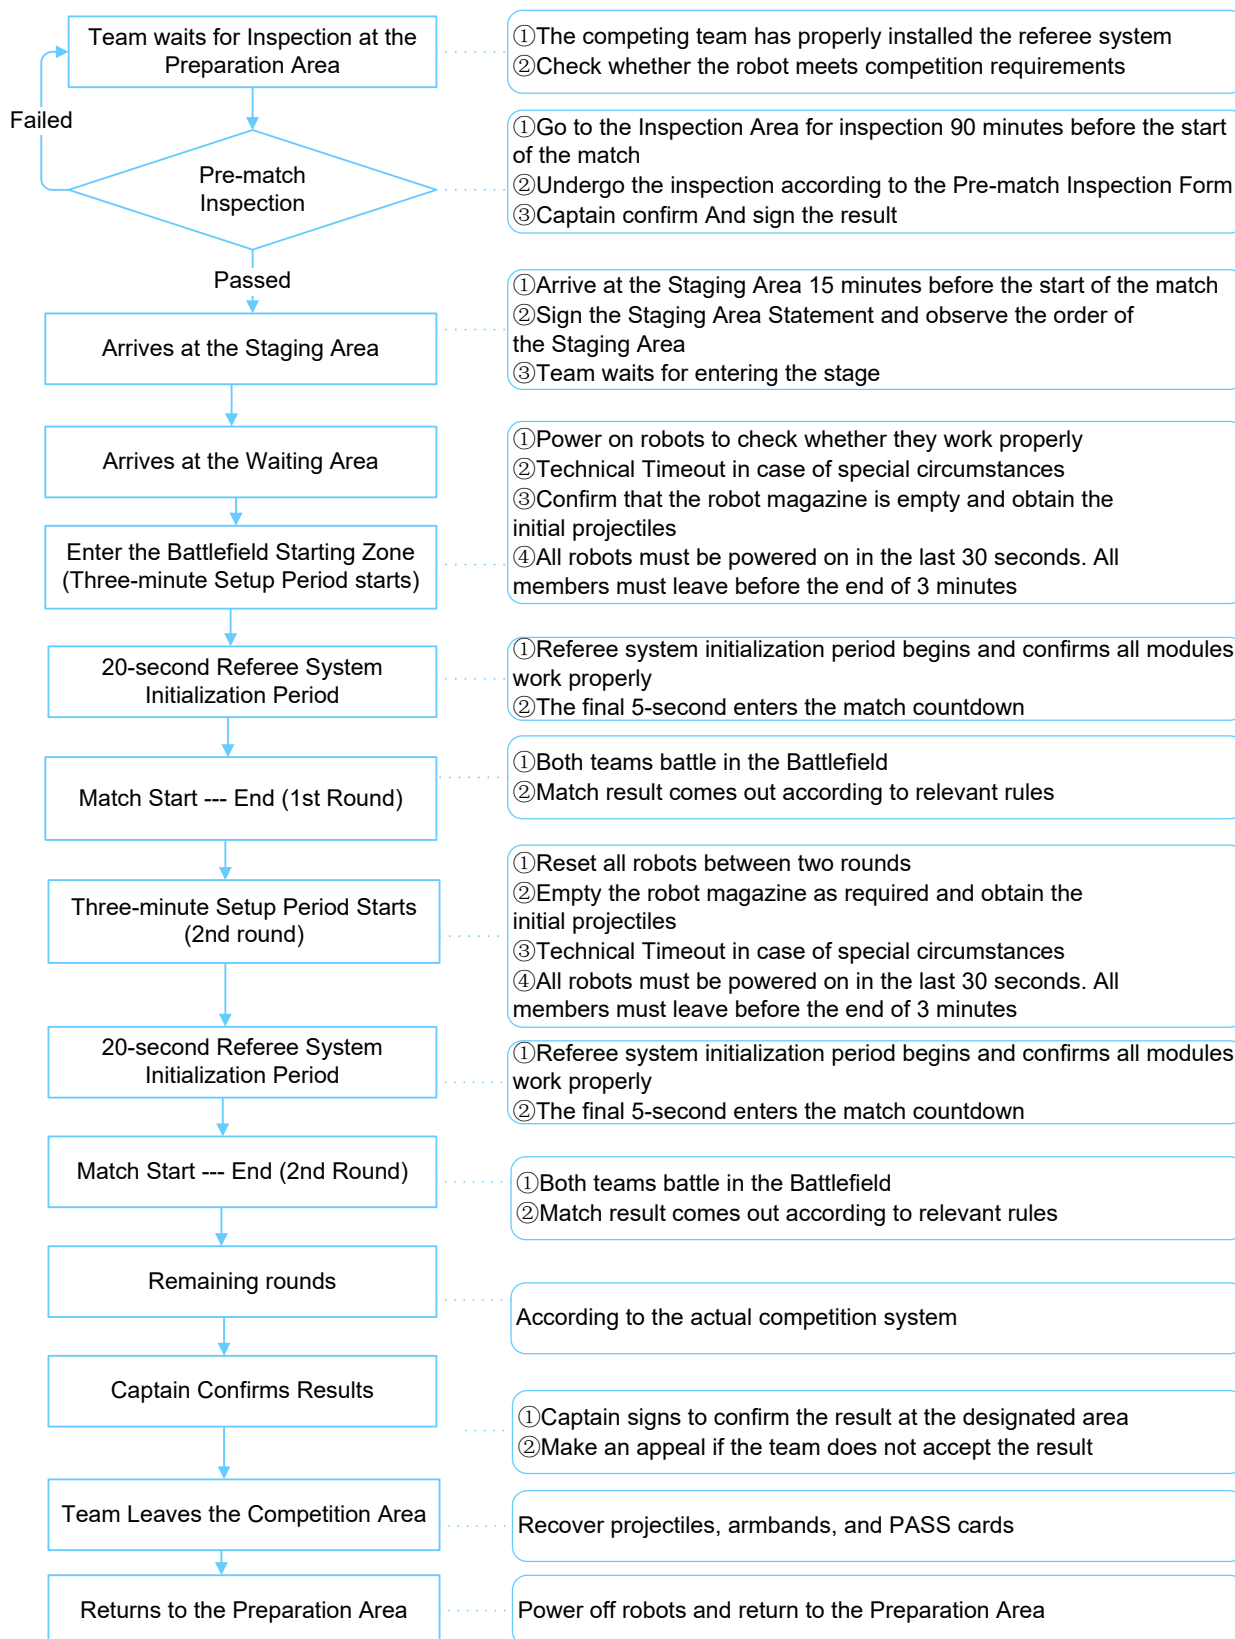 Team waits for Inspection at the
Preparation Area
①The competing team has properly installed the referee system
②Check whether the robot meets competition requirements
Failed
Pre-match
Inspection
①Go to the Inspection Area for inspection 90 minutes before the start
of the match
②Undergo the inspection according to the Pre-match Inspection Form
③Captain confirm And sign the result
Passed
Arrives at the Staging Area
①Arrive at the Staging Area 15 minutes before the start of the match
②Sign the Staging Area Statement and observe the order of
the Staging Area
③Team waits for entering the stage
Arrives at the Waiting Area
Enter the Battlefield Starting Zone
(Three-minute Setup Period starts)
①Power on robots to check whether they work properly
②Technical Timeout in case of special circumstances
③Confirm that the robot magazine is empty and obtain the
initial projectiles
④All robots must be powered on in the last 30 seconds. All
members must leave before the end of 3 minutes
20-second Referee System
Initialization Period
①Referee system initialization period begins and confirms all modules
work properly
②The final 5-second enters the match countdown
Match Start --- End (1st Round)
①Both teams battle in the Battlefield
②Match result comes out according to relevant rules
Three-minute Setup Period Starts
(2nd round)
①Reset all robots between two rounds
②Empty the robot magazine as required and obtain the
initial projectiles
③Technical Timeout in case of special circumstances
④All robots must be powered on in the last 30 seconds. All
members must leave before the end of 3 minutes
20-second Referee System
Initialization Period
①Referee system initialization period begins and confirms all modules
work properly
②The final 5-second enters the match countdown
Match Start --- End (2nd Round)
①Both teams battle in the Battlefield
②Match result comes out according to relevant rules
Remaining rounds
According to the actual competition system
Captain Confirms Results
①Captain signs to confirm the result at the designated area
②Make an appeal if the team does not accept the result
Team Leaves the Competition Area
Recover projectiles, armbands, and PASS cards
Returns to the Preparation Area
Power off robots and return to the Preparation Area